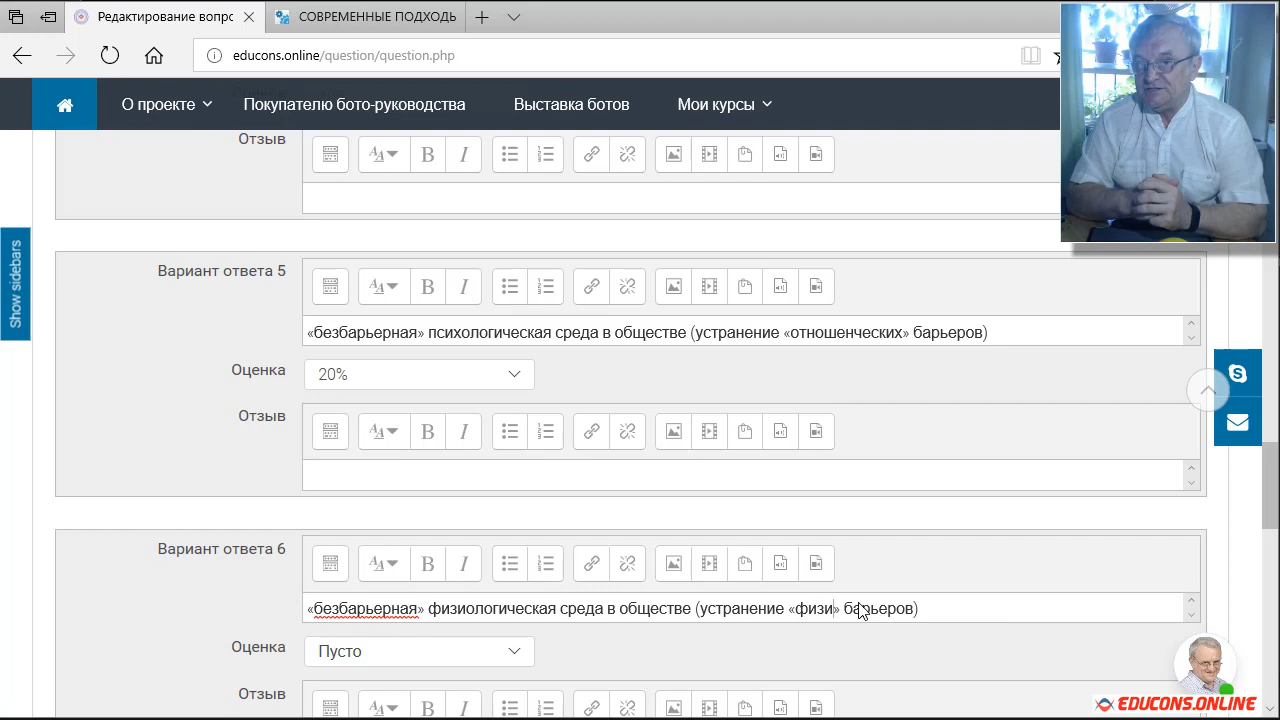 Редактирование вопрс
СОВРЕМЕННЫЕ ПОДХОДЬ
educons.online/question/question.php
О проекте
Покупателю бото-руководства
Выставка ботов
Мои курсы
Отзыв
Show sidebars
Вариант ответа 5
«безбарьерная» психологическая среда в обществе (устранение «отношенческих» барьеров)
Оценка
20%
Отзыв
Вариант ответа 6
«безбарьерная» физиологическая среда в обществе (устранение «физи» барьеров)
Оценка
Пусто
Отзыв
EDUCONS.ONLINE